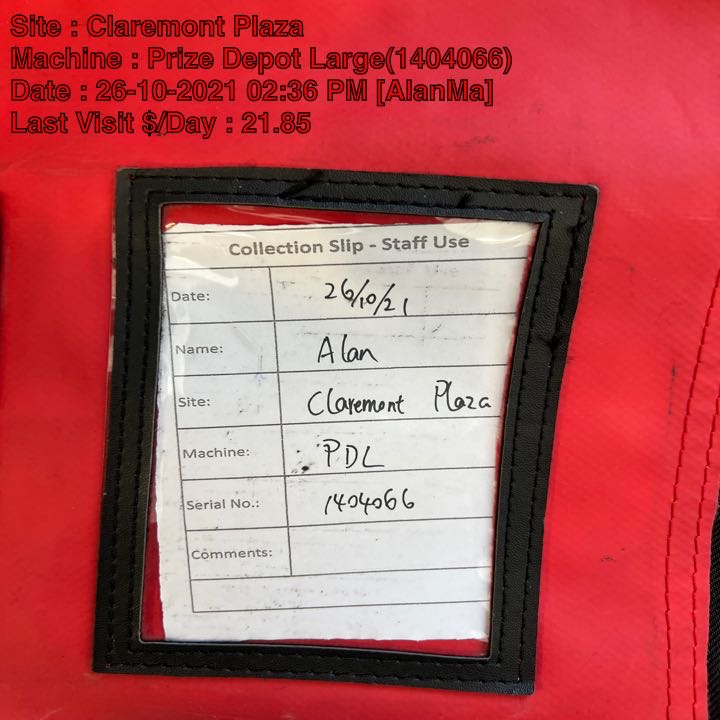 Site : Claremont Plaza
Machine : Prize Depot Large(1404066)
Date : 26-10-2021 02:36 PM [AlanMa]
Last Visit $/Day : 21.85
Collection Slip - Staff Use
Date: 26/10/21
Name: Alan
Site: Claremont Plaza
Machine: PDL
Serial No.: 1404066
Comments: